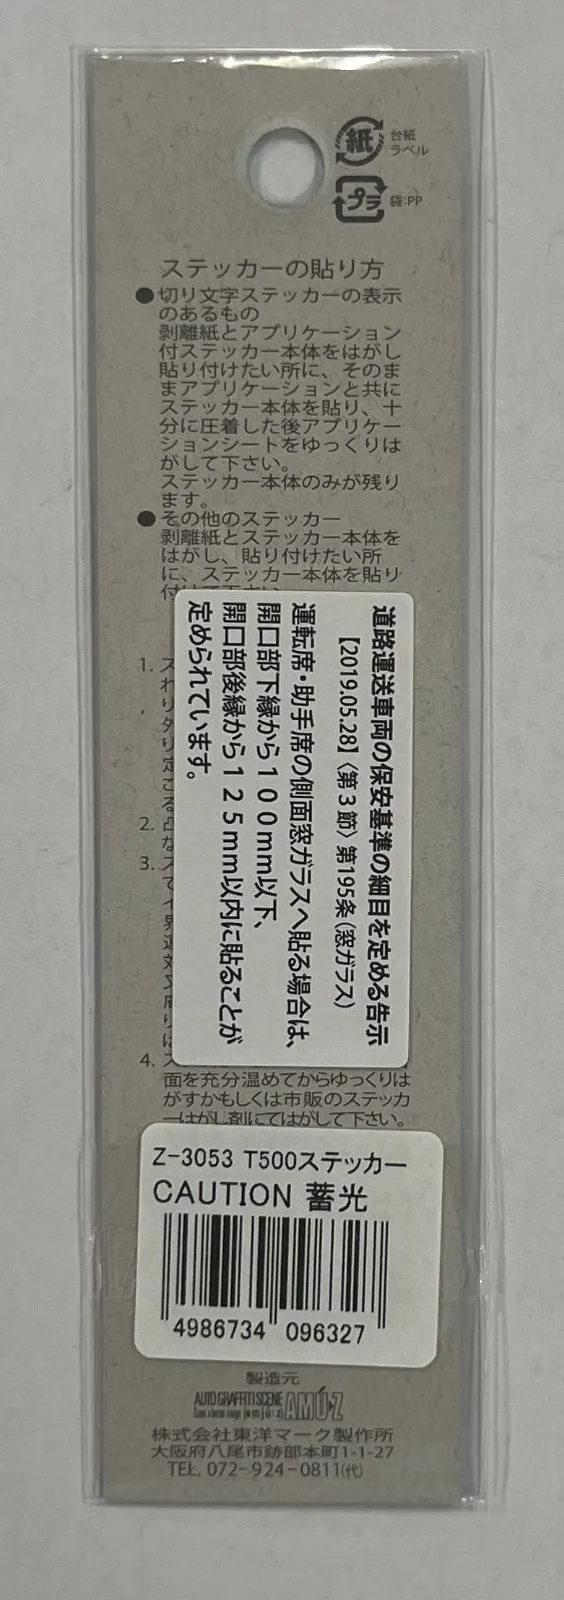 紙
台紙
ラベル
プラ
袋:PP
ステッカーの貼り方
●切り文字ステッカーの表示
のあるもの
剥離紙とアプリケーション
付ステッカー本体をはがし
貼り付けたい所に、そのま
まアプリケーションと共に
ステッカー本体を貼り、十
分に圧着した後アプリケー
ションシートをゆっくりは
がして下さい。
ステッカー本体のみが残り
ます。
●その他のステッカー
剥離紙とステッカー本体を
はがし、貼り付けたい所
に、ステッカー本体を貼り
道路運送車両の保安基準の細目を定める告示
【2019.05.28】〈第3節〉第195条(窓ガラス)
運転席・助手席の側面窓ガラスへ貼る場合は、
開口部下縁から100mm以下、
開口部後縁から125mm以内に貼ることが
定められています。
1.
2.
3.
4.
面を充分温めてからゆっくりは
がすかもしくは市販のステッカ
ーはがし剤にてはがして下さい。
Z-3053 T500ステッカー
CAUTION 蓄光
4986734 096327
製造元
AUTO GRAFFITI SCENE
AMU-Z
株式会社東洋マーク製作所
大阪府八尾市跡部本町1-1-27
TEL. 072-924-0811(代)